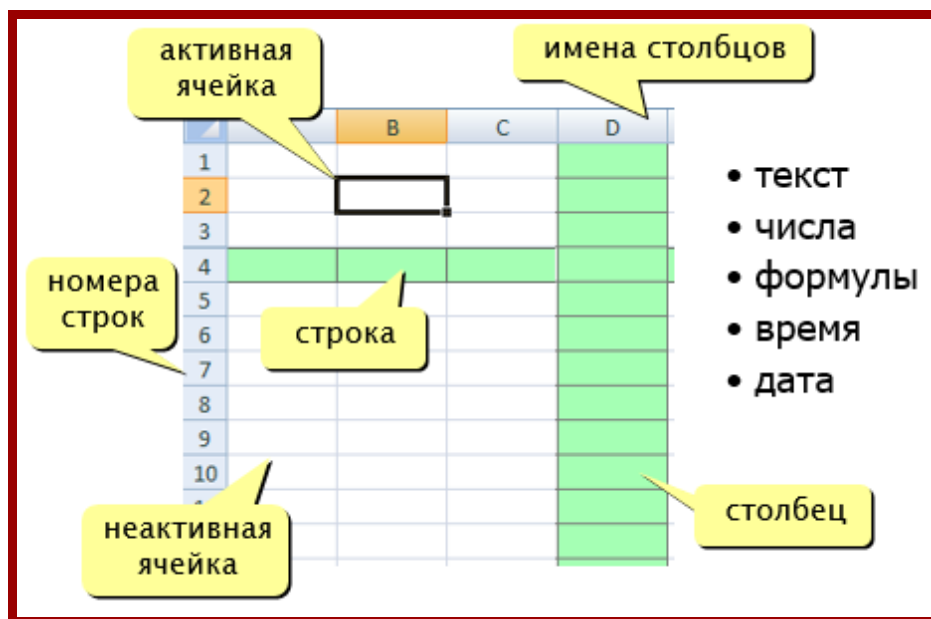 активная
ячейка
имена столбцов
B C D
1
2
3
4
5
6
7
8
9
10
номера
строк
строка
неактивная
ячейка
столбец
• текст
• числа
• формулы
• время
• дата